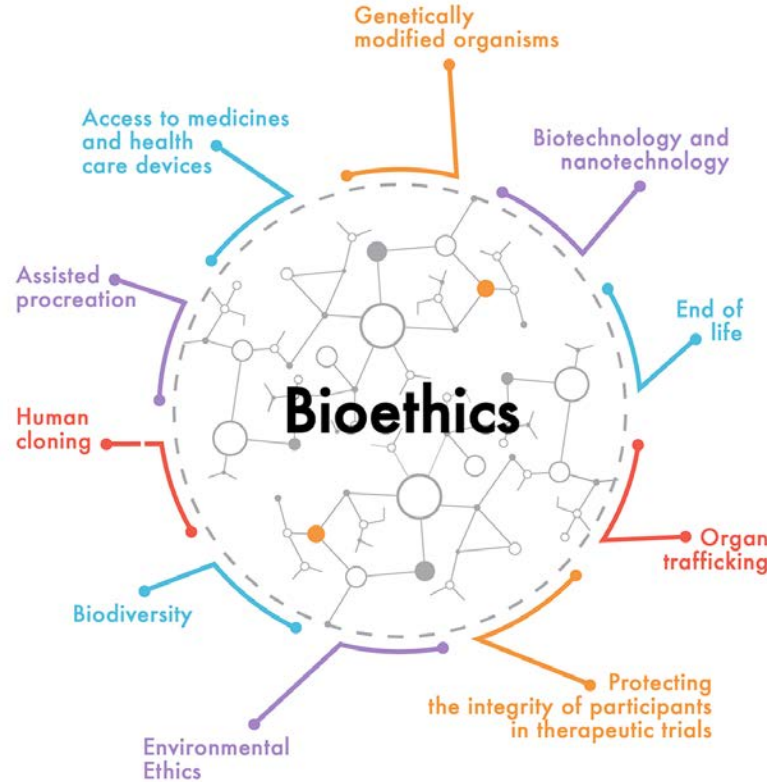 Genetically
modified organisms
Access to medicines
and health
care devices
Biotechnology and
nanotechnology
Assisted
procreation
End of
life
Bioethics
Human
cloning
Organ
trafficking
Biodiversity
Protecting
the integrity of participants
in therapeutic trials
Environmental
Ethics